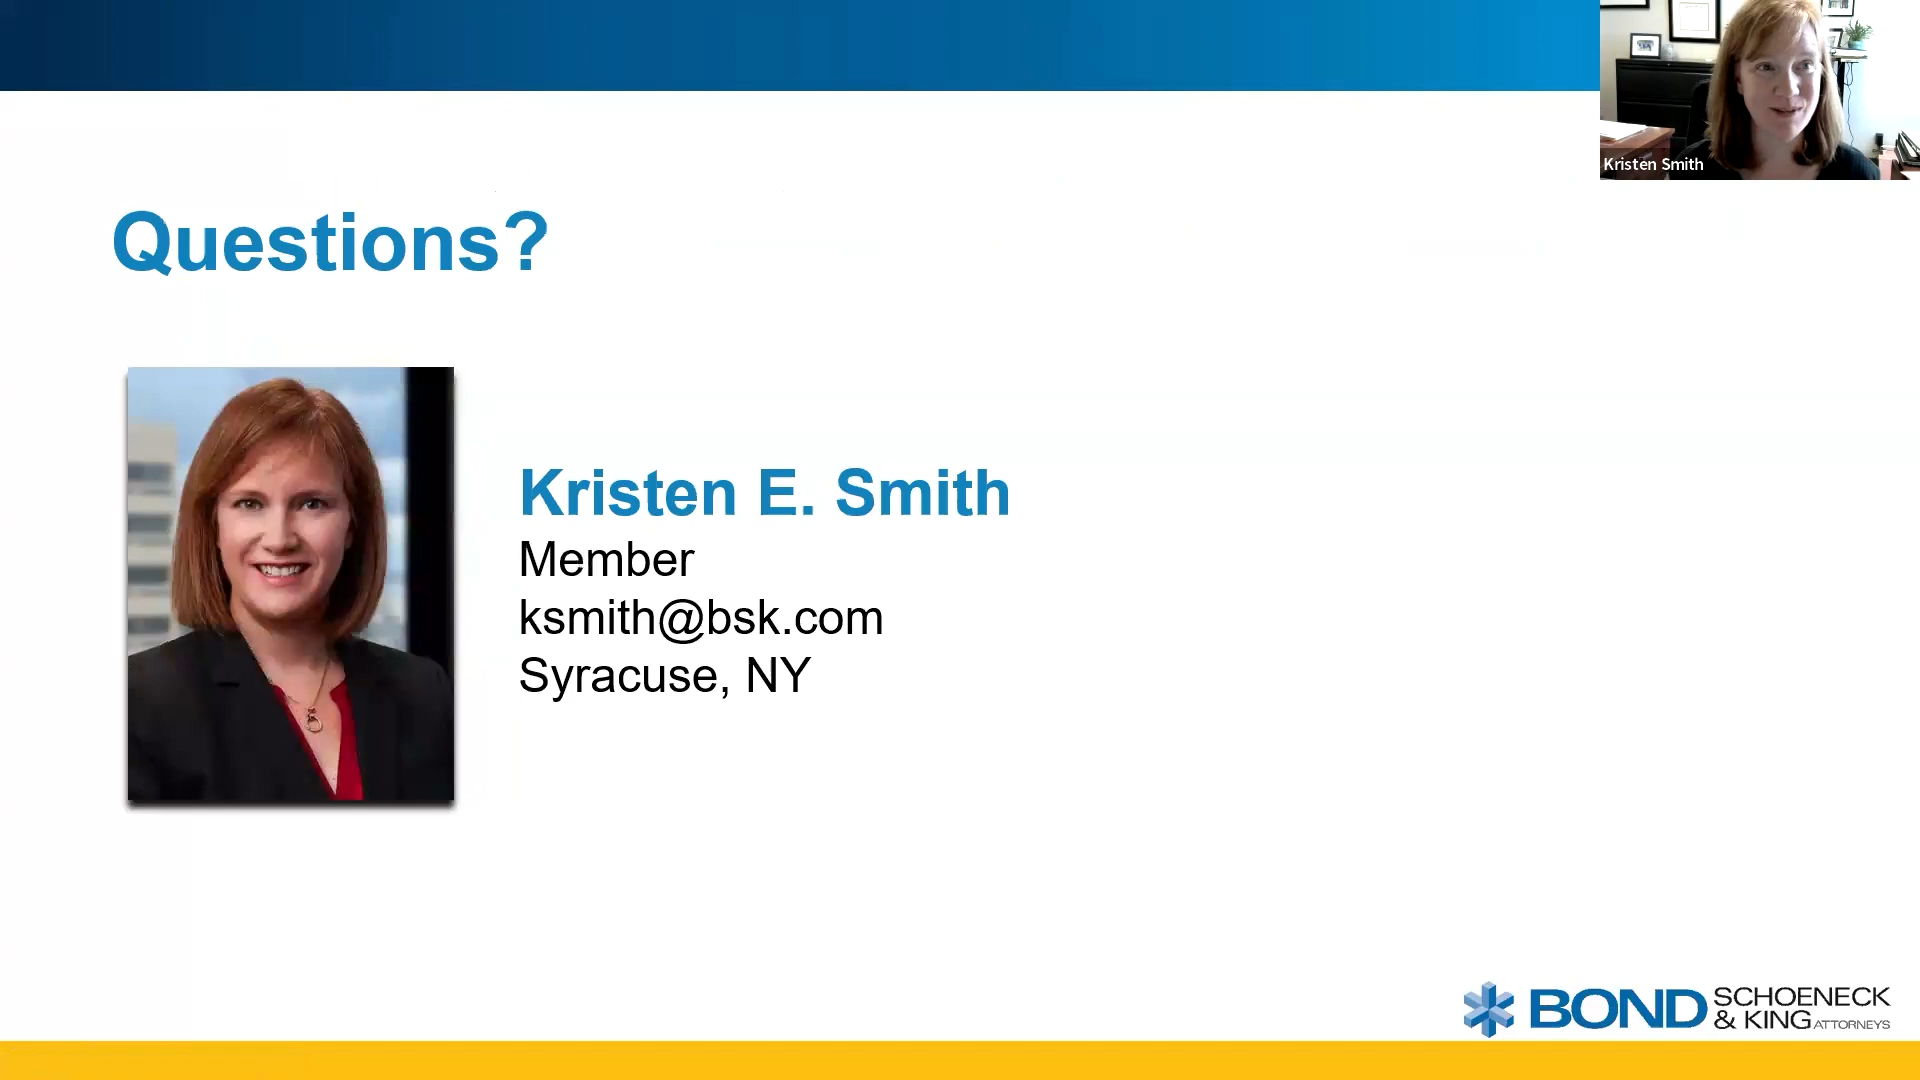 Kristen Smith
Questions?
Kristen E. Smith
Member
ksmith@bsk.com
Syracuse, NY
BOND SCHOENECK
& KING ATTORNEYS